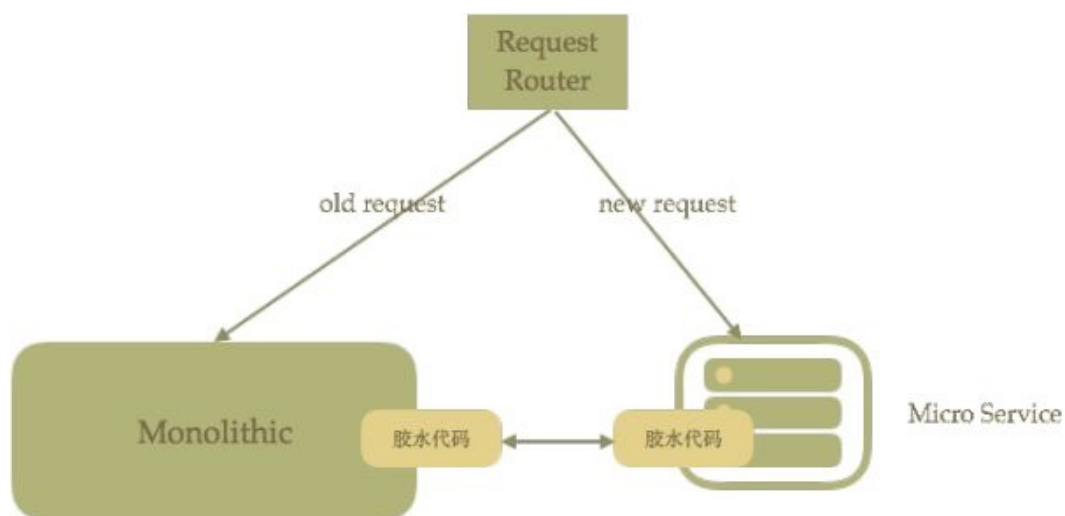 Request
Router
old request
new request
Monolithic
胶水代码
胶水代码
Micro Service